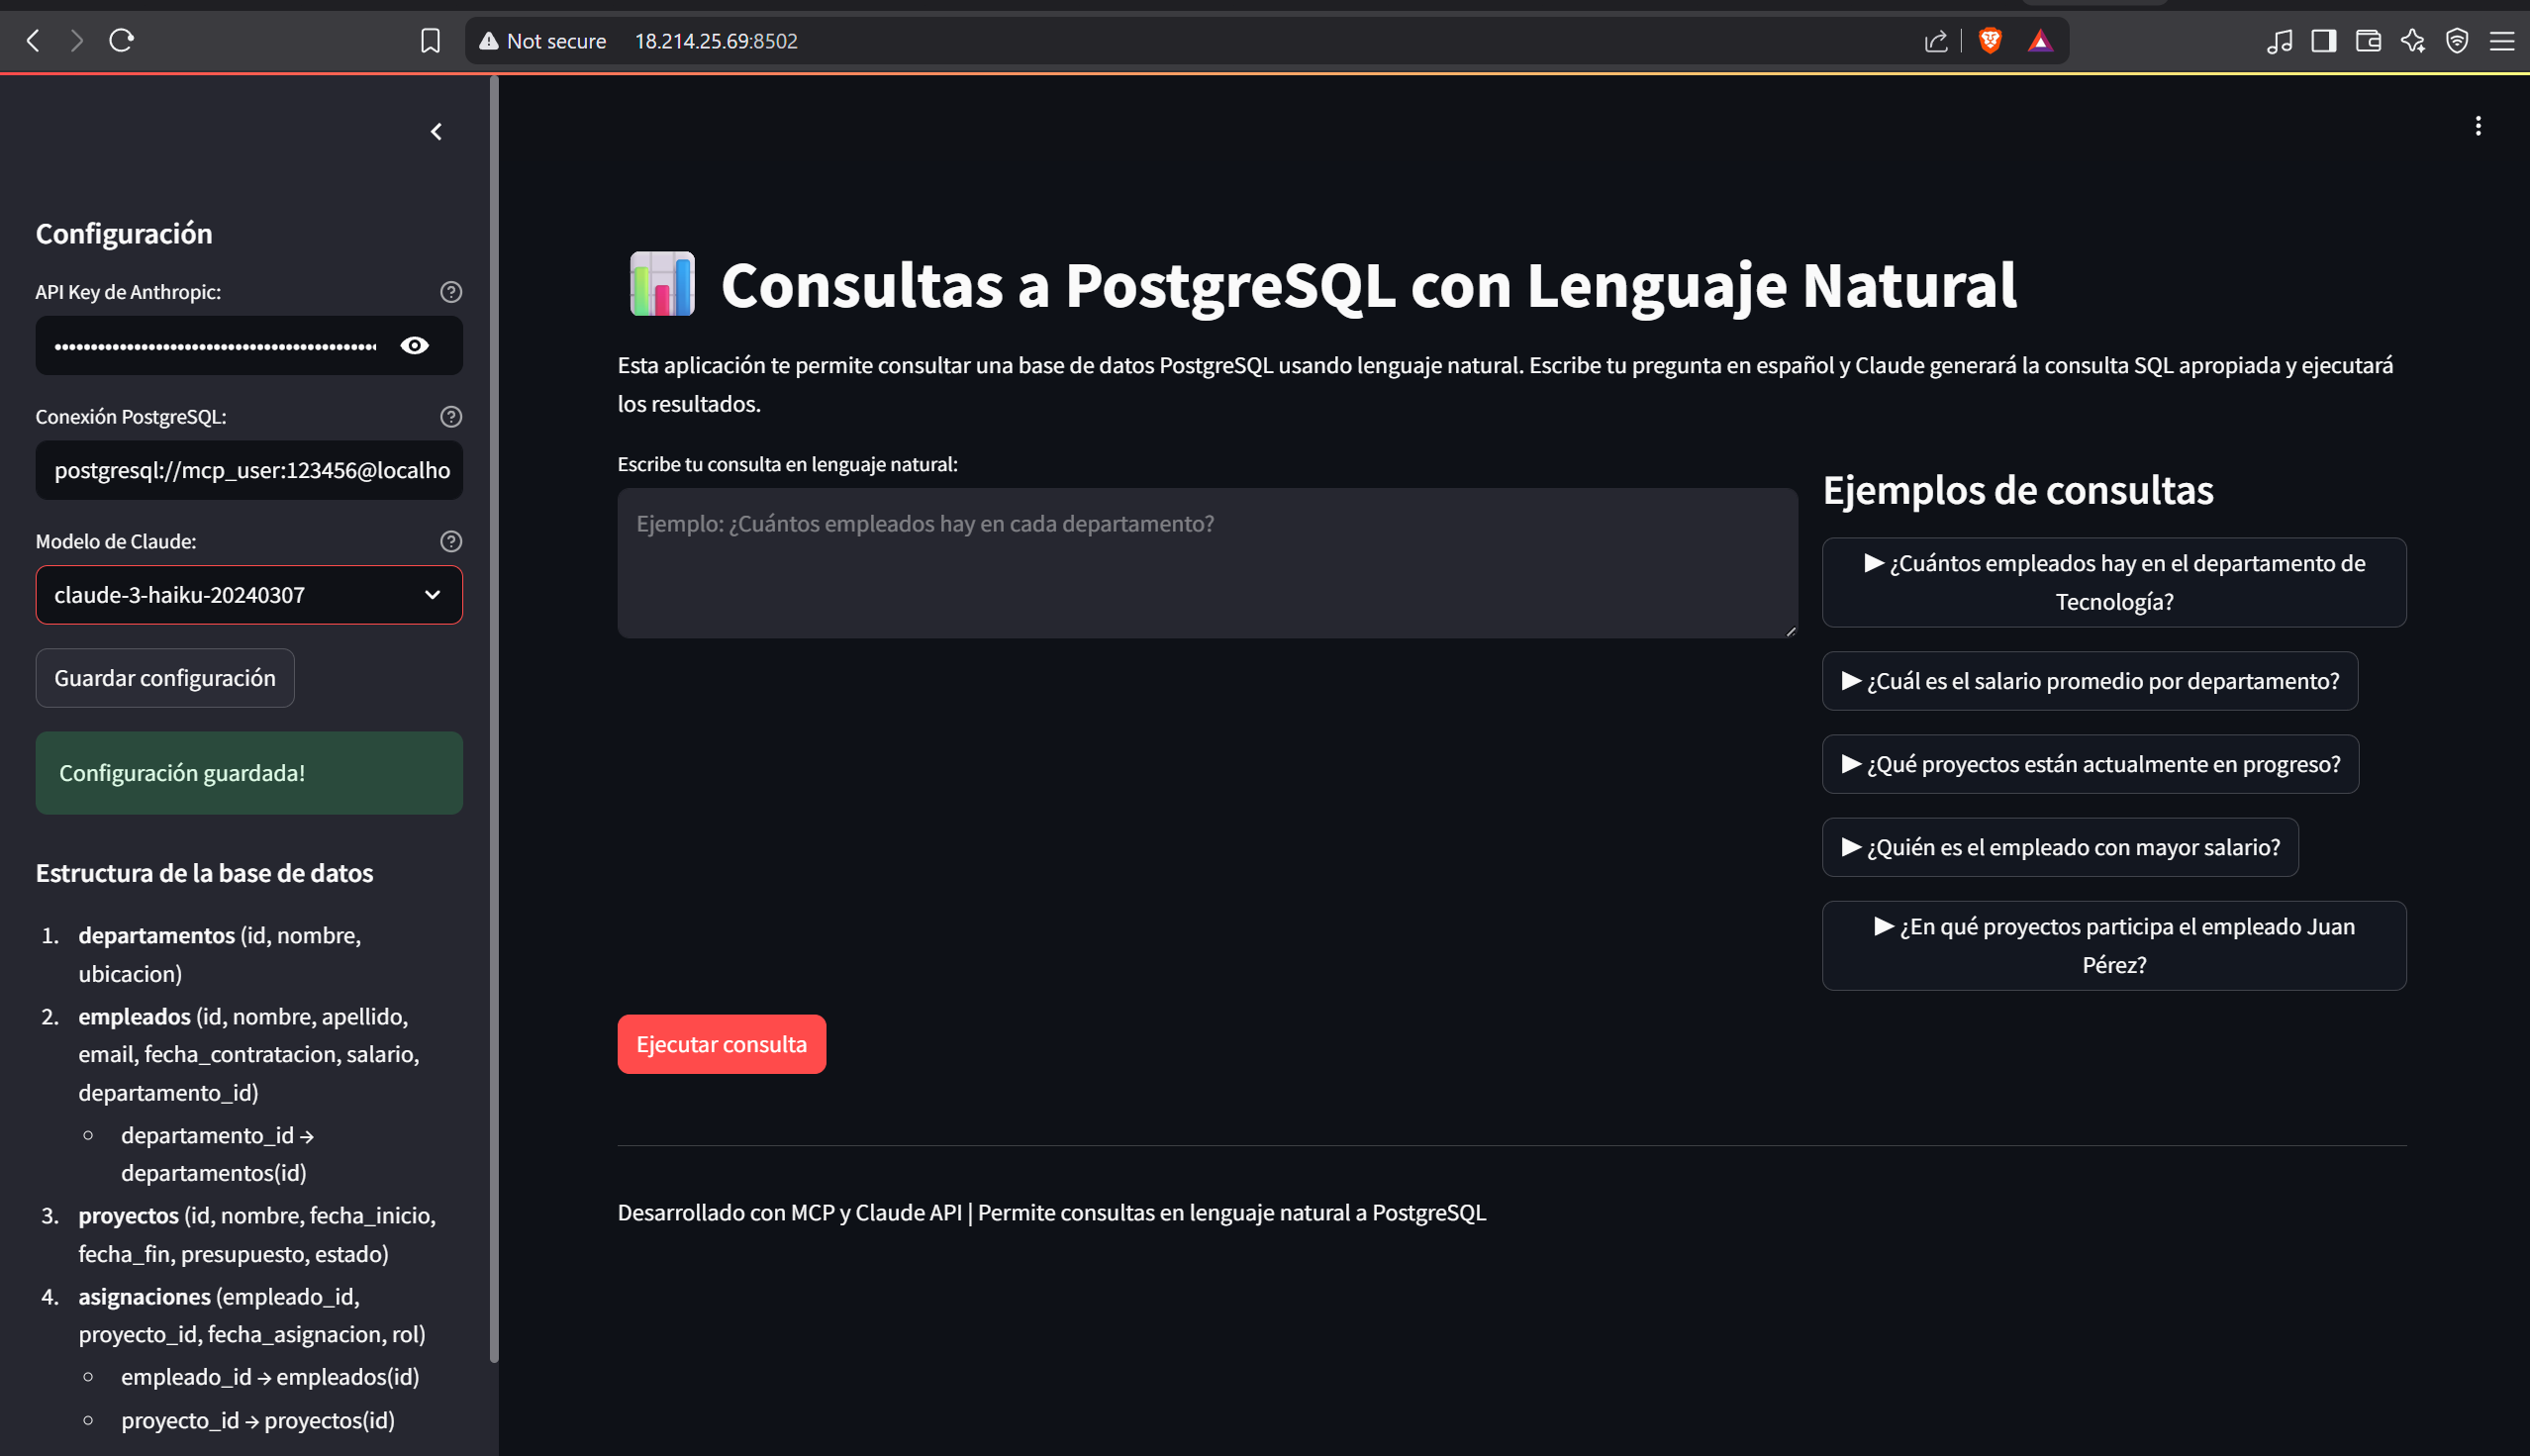 Not secure 18.214.25.69:8502
Configuración
API Key de Anthropic:
Conexión PostgreSQL:
postgresql://mcp_user:123456@localho
Modelo de Claude:
claude-3-haiku-20240307
Guardar configuración
Configuración guardada!
Estructura de la base de datos
1. departamentos (id, nombre,
ubicacion)
2. empleados (id, nombre, apellido,
email, fecha_contratacion, salario,
departamento_id)
departamento_id →
departamentos(id)
3. proyectos (id, nombre, fecha_inicio,
fecha_fin, presupuesto, estado)
4. asignaciones (empleado_id,
proyecto_id, fecha_asignacion, rol)
empleado_id → empleados(id)
proyecto_id → proyectos(id)
Consultas a PostgreSQL con Lenguaje Natural
Esta aplicación te permite consultar una base de datos PostgreSQL usando lenguaje natural. Escribe tu pregunta en español y Claude generará la consulta SQL apropiada y ejecutará
los resultados.
Escribe tu consulta en lenguaje natural:
Ejemplo: ¿Cuántos empleados hay en cada departamento?
Ejemplos de consultas
▶ ¿Cuántos empleados hay en el departamento de
Tecnología?
▶ ¿Cuál es el salario promedio por departamento?
▶ ¿Qué proyectos están actualmente en progreso?
▶ ¿Quién es el empleado con mayor salario?
▶ ¿En qué proyectos participa el empleado Juan
Pérez?
Ejecutar consulta
Desarrollado con MCP y Claude API | Permite consultas en lenguaje natural a PostgreSQL